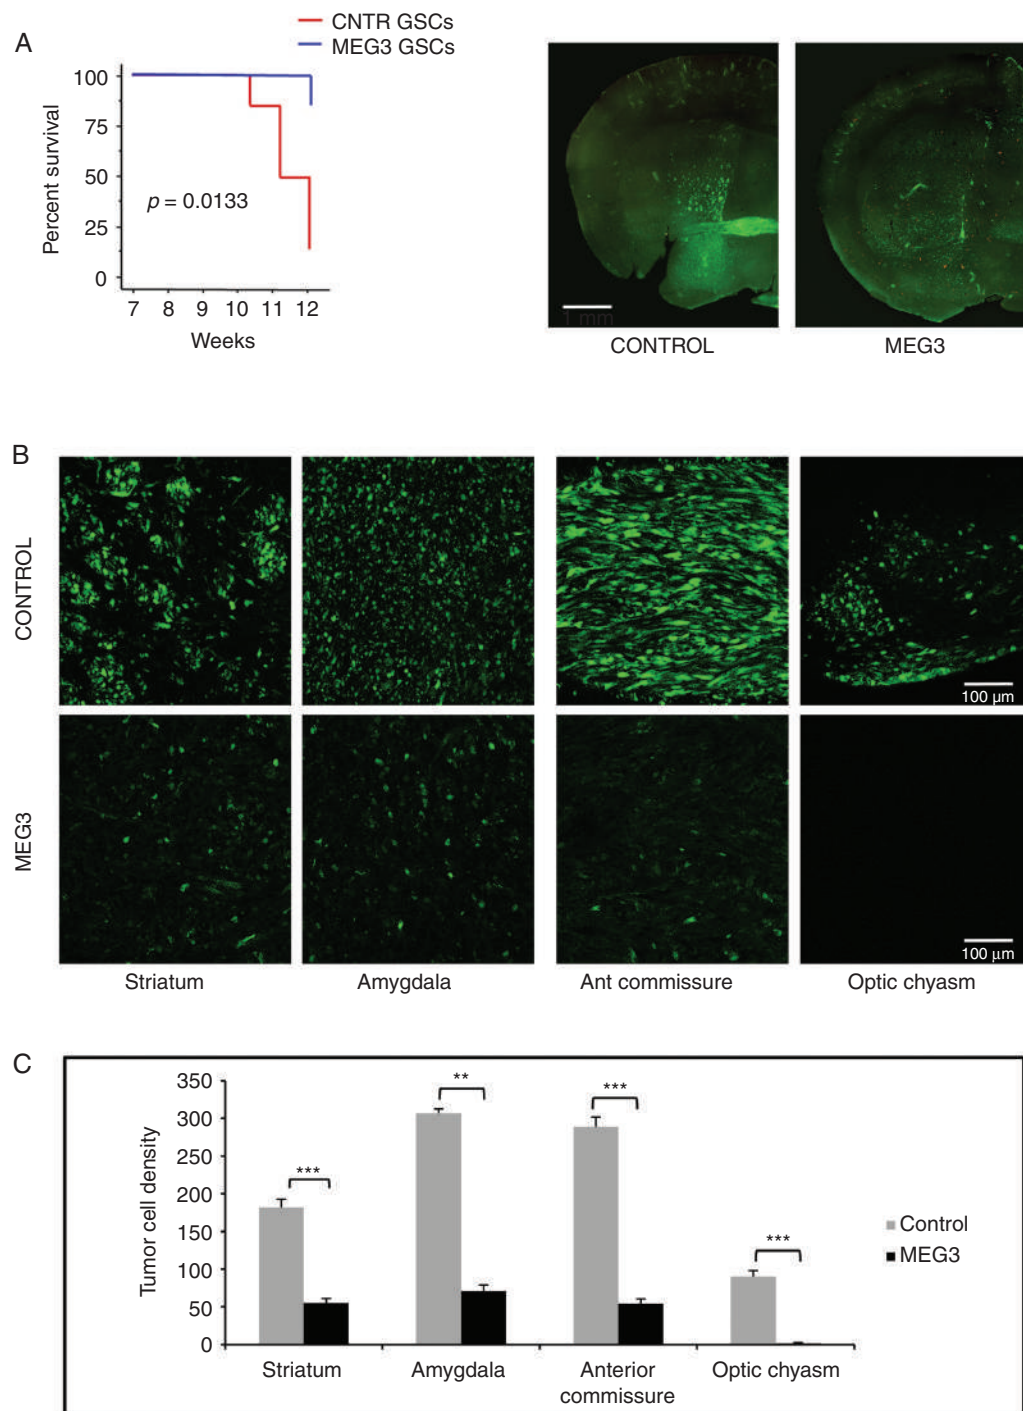 A
CNTR GSCs
MEG3 GSCs
100
75
50
25
0
Percent survival
p = 0.0133
7 8 9 10 11 12
Weeks
1 mm
CONTROL
MEG3
B
CONTROL
100 µm
MEG3
100 µm
Striatum
Amygdala
Ant commissure
Optic chyasm
C
350
300
250
200
150
100
50
0
Tumor cell density
***
**
***
***
Control
MEG3
Striatum
Amygdala
Anterior
commissure
Optic chyasm